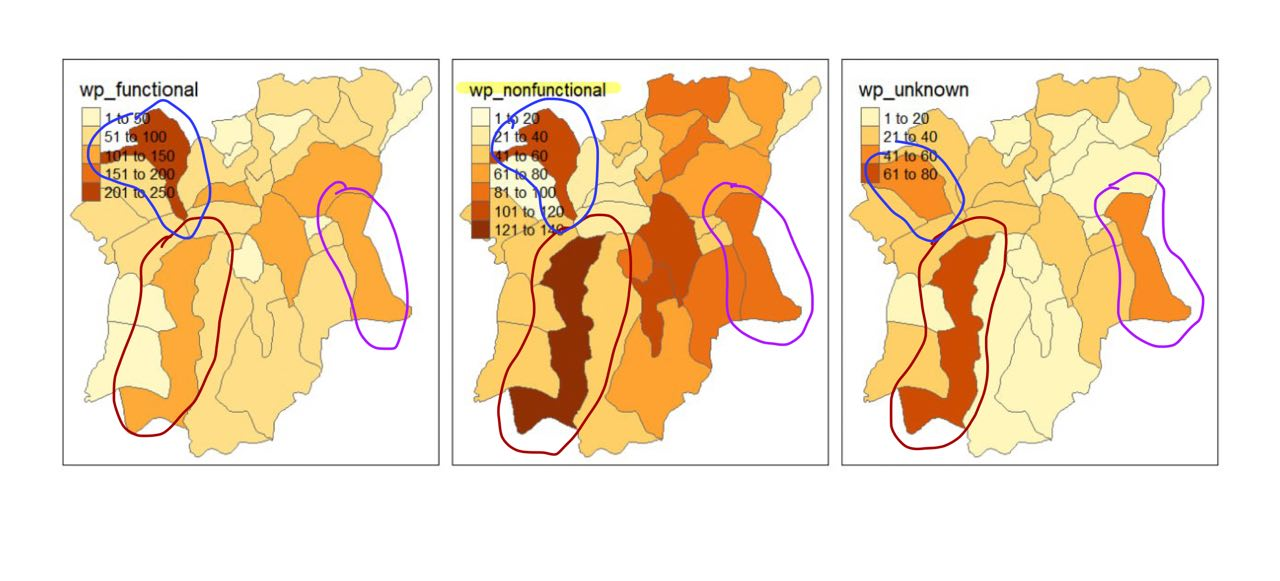 wp_functional
1 to 50
51 to 100
101 to 150
151 to 200
201 to 250
wp_nonfunctional
1 to 20
21 to 40
41 to 60
61 to 80
81 to 100
101 to 120
121 to 140
wp_unknown
1 to 20
21 to 40
41 to 60
61 to 80